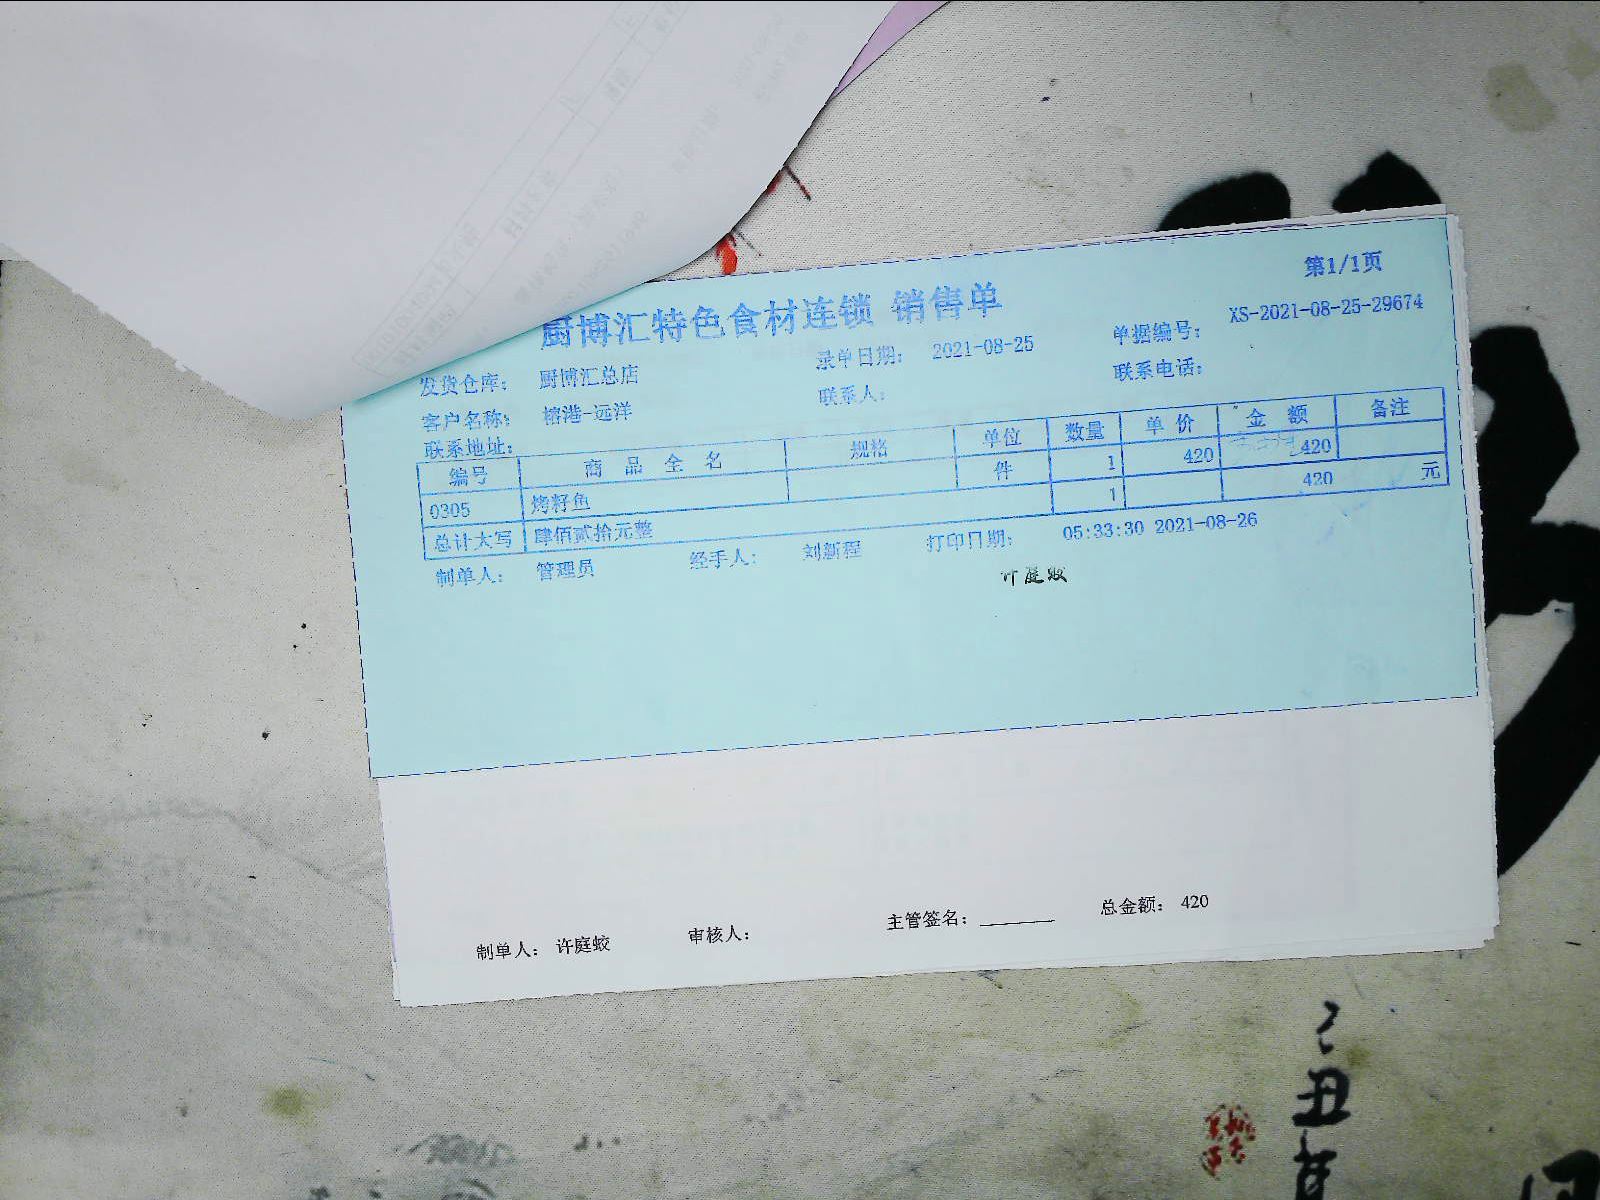 第1/1页
厨博汇特色食材连锁 销售单
发货仓库： 厨博汇总店 录单日期： 2021-08-25 单据编号： XS-2021-08-25-29674
客户名称： 榕港-远洋 联系人： 联系电话：
联系地址：
编号 商品全名 规格 单位 数量 单价 金额 备注
0305 烤籽鱼 件 1 420 420
总计大写 肆佰贰拾元整 1 420 元
制单人： 管理员 经手人： 刘新程 打印日期： 05:33:30 2021-08-26
许庭蛟
制单人： 许庭蛟 审核人： 主管签名： 总金额： 420
丑